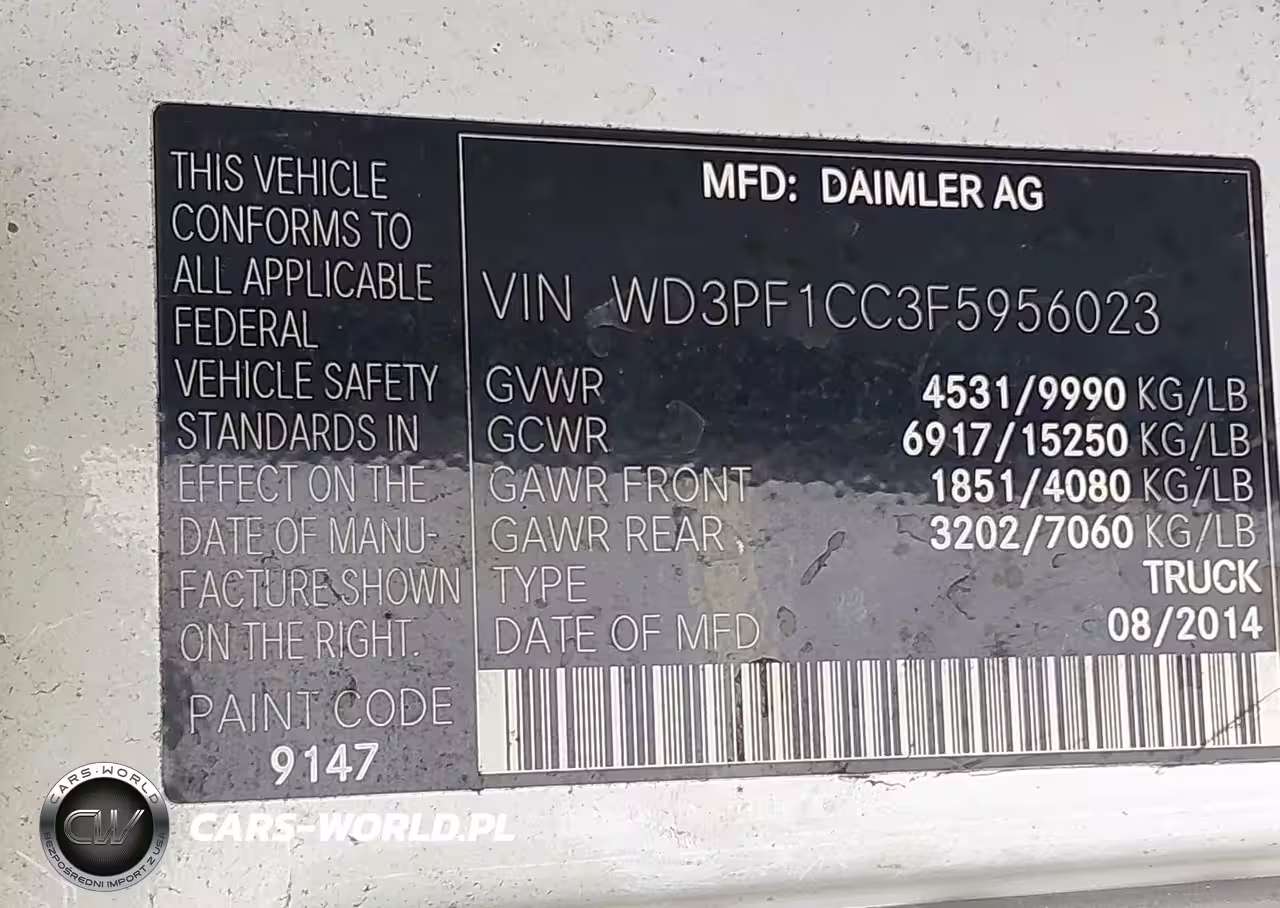 THIS VEHICLE
CONFORMS TO
ALL APPLICABLE
FEDERAL
VEHICLE SAFETY
STANDARDS IN
EFFECT ON THE
DATE OF MANU-
FACTURE SHOWN
ON THE RIGHT.
PAINT CODE
9147
MFD: DAIMLER AG
VIN WD3PF1CC3F5956023
GVWR 4531/9990 KG/LB
GCWR 6917/15250 KG/LB
GAWR FRONT 1851/4080 KG/LB
GAWR REAR 3202/7060 KG/LB
TYPE TRUCK
DATE OF MFD 08/2014
CARS-WORLD
CW
BEZPOŚREDNI IMPORT Z USA
CARS-WORLD.PL